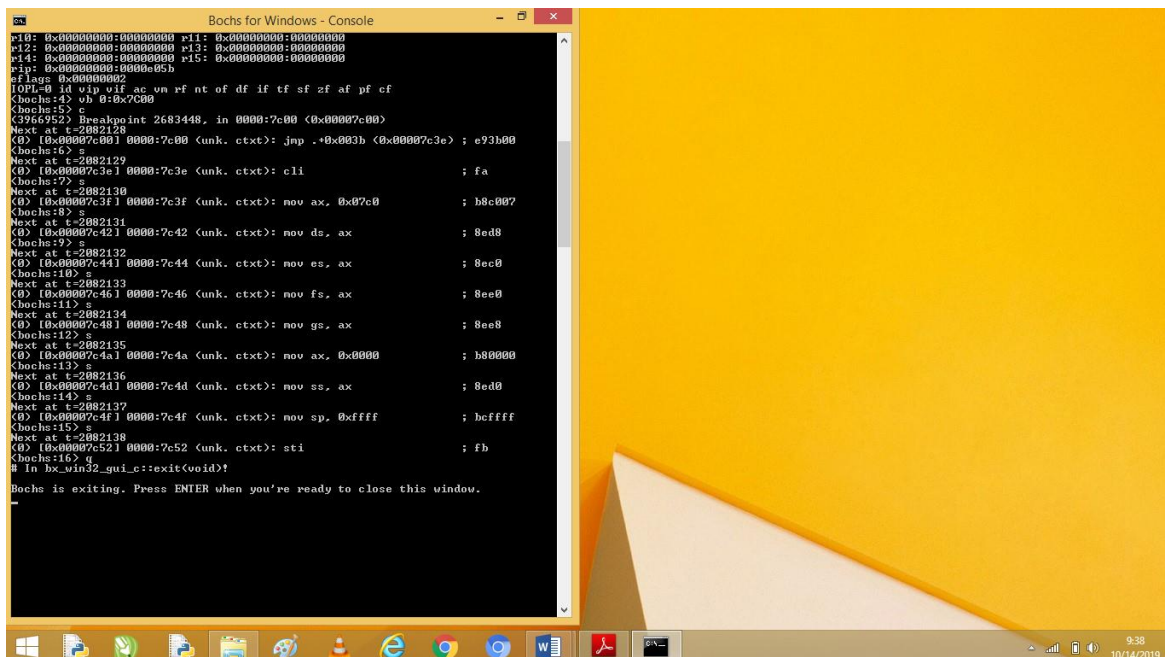 Bochs for Windows - Console
r10: 0x00000000:00000000 r11: 0x00000000:00000000
r12: 0x00000000:00000000 r13: 0x00000000:00000000
r14: 0x00000000:00000000 r15: 0x00000000:00000000
rip: 0x00000000:0000e05b
eflags 0x00000002
IOPL=0 id vip vif ac vm rf nt of df if tf sf zf af pf cf
<bochs:4> vb 0:0x7C00
<bochs:5> c
(3966952) Breakpoint 2683448, in 0000:7c00 (0x00007c00)
Next at t=2082128
(0) [0x00007c00] 0000:7c00 (unk. ctxt): jmp .+0x003b (0x00007c3e) ; e93b00
<bochs:6> s
Next at t=2082129
(0) [0x00007c3e] 0000:7c3e (unk. ctxt): cli ; fa
<bochs:7> s
Next at t=2082130
(0) [0x00007c3f] 0000:7c3f (unk. ctxt): mov ax, 0x07c0 ; b8c007
<bochs:8> s
Next at t=2082131
(0) [0x00007c42] 0000:7c42 (unk. ctxt): mov ds, ax ; 8ed8
<bochs:9> s
Next at t=2082132
(0) [0x00007c44] 0000:7c44 (unk. ctxt): mov es, ax ; 8ec0
<bochs:10> s
Next at t=2082133
(0) [0x00007c46] 0000:7c46 (unk. ctxt): mov fs, ax ; 8ee0
<bochs:11> s
Next at t=2082134
(0) [0x00007c48] 0000:7c48 (unk. ctxt): mov gs, ax ; 8ee8
<bochs:12> s
Next at t=2082135
(0) [0x00007c4a] 0000:7c4a (unk. ctxt): mov ax, 0x0000 ; b80000
<bochs:13> s
Next at t=2082136
(0) [0x00007c4d] 0000:7c4d (unk. ctxt): mov ss, ax ; 8ed0
<bochs:14> s
Next at t=2082137
(0) [0x00007c4f] 0000:7c4f (unk. ctxt): mov sp, 0xffff ; bcffff
<bochs:15> s
Next at t=2082138
(0) [0x00007c52] 0000:7c52 (unk. ctxt): sti ; fb
<bochs:16> q
# In bx_win32_gui_c::exit(void)!
Bochs is exiting. Press ENTER when you're ready to close this window.
9:38
10/14/2019